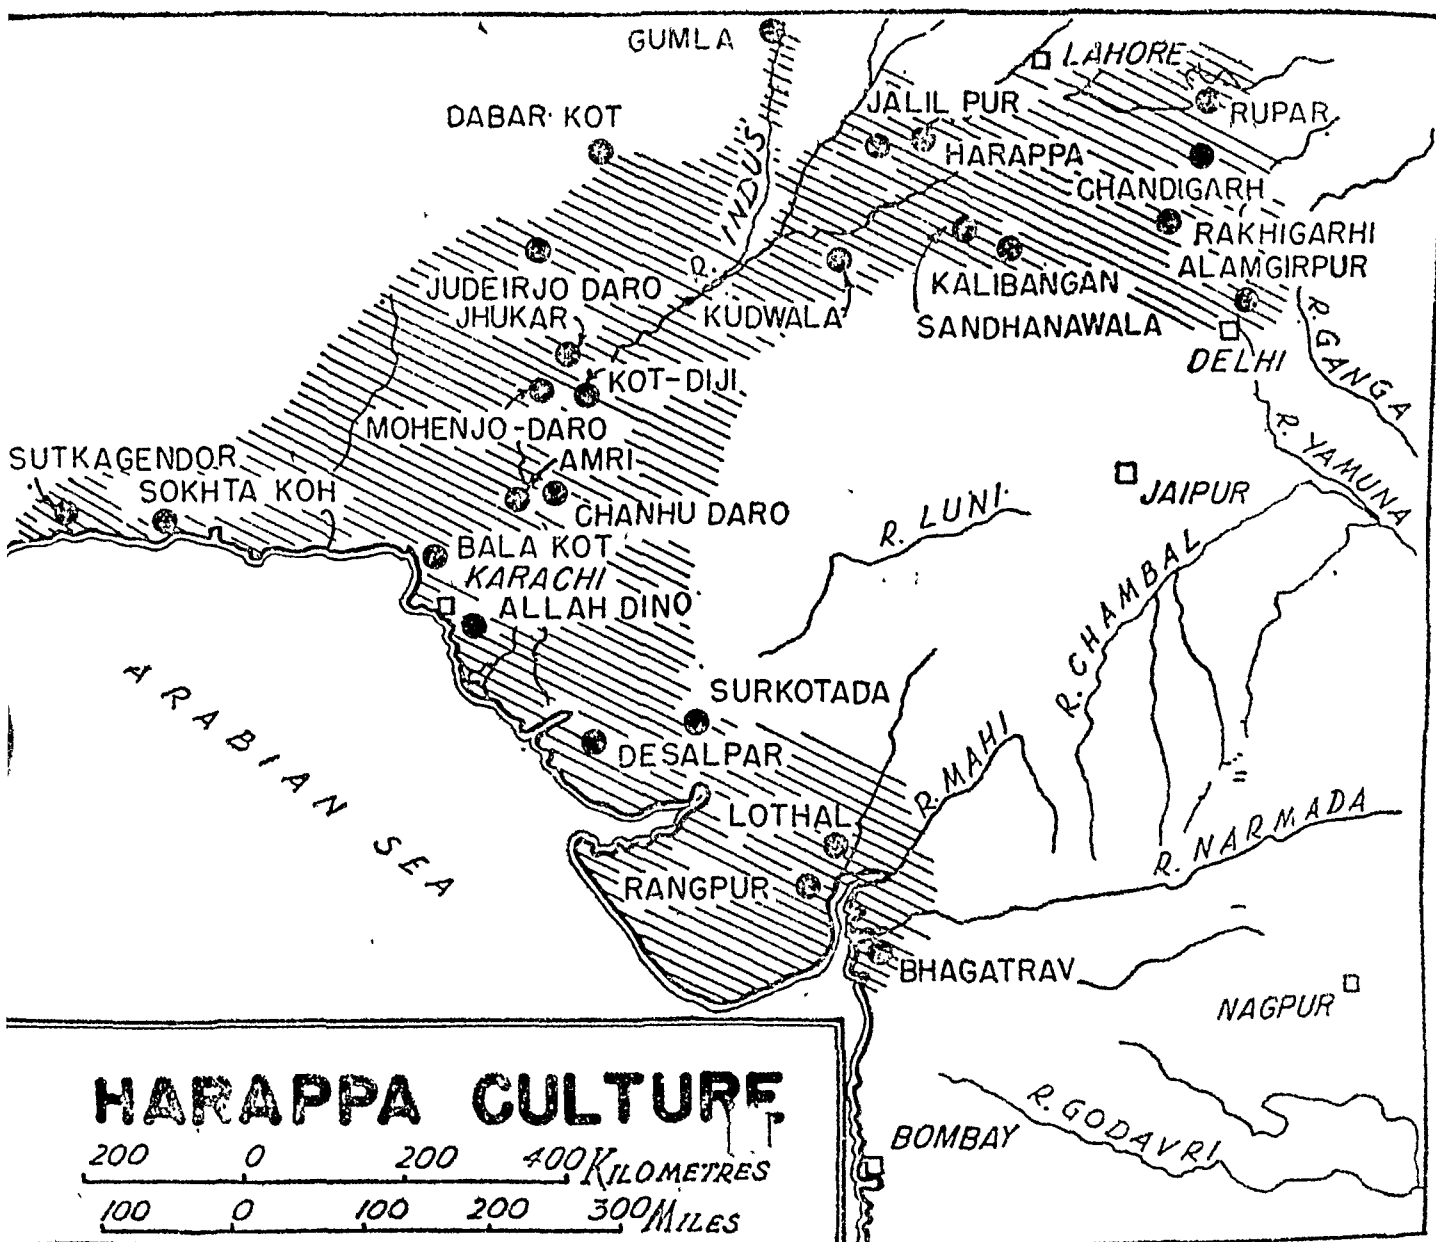 GUMLA
LAHORE
DABAR KOT
JALIL PUR
RUPAR
HARAPPA
CHANDIGARH
R. INDUS
RAKHIGARHI
ALAMGIRPUR
JUDEIRJO DARO
KALIBANGAN
JHUKAR
KUDWALA
SANDHANAWALA
R. GANGA
DELHI
KOT-DIJI
MOHENJO-DARO
R. YAMUNA
SUTKAGENDOR
AMRI
SOKHTA KOH
JAIPUR
CHANHU DARO
R. LUNI
BALA KOT
KARACHI
ALLAH DINO
R. CHAMBAL
ARABIAN SEA
SURKOTADA
DESALPAR
R. MAHI
LOTHAL
R. NARMADA
RANGPUR
BHAGATRAV
NAGPUR
HARAPPA CULTURE
BOMBAY
R. GODAVRI
200 0 200 400 KILOMETRES
100 0 100 200 300 MILES